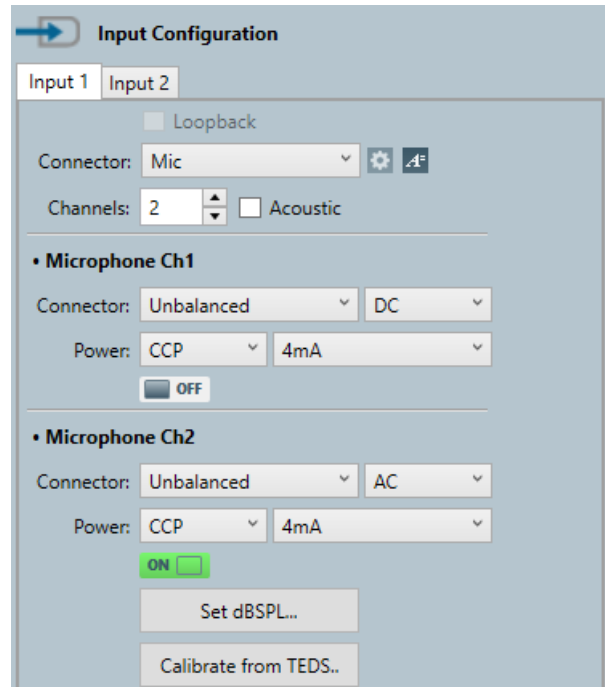 Input Configuration
Input 1 Input 2
Loopback
Connector: Mic
Channels: 2 Acoustic
• Microphone Ch1
Connector: Unbalanced DC
Power: CCP 4mA
OFF
• Microphone Ch2
Connector: Unbalanced AC
Power: CCP 4mA
ON
Set dBSPL...
Calibrate from TEDS..